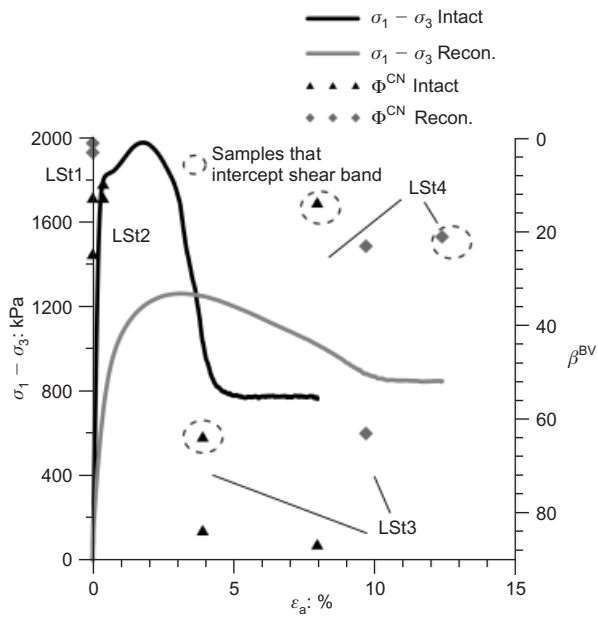 σ₁ − σ₃ Intact
σ₁ − σ₃ Recon.
Φᶜᴺ Intact
Φᶜᴺ Recon.
Samples that
intercept shear band
LSt1
LSt2
LSt4
LSt3
2000
1600
1200
800
400
0
σ₁ − σ₃: kPa
0
20
40
60
80
βᴮⱽ
0
5
10
15
εₐ: %